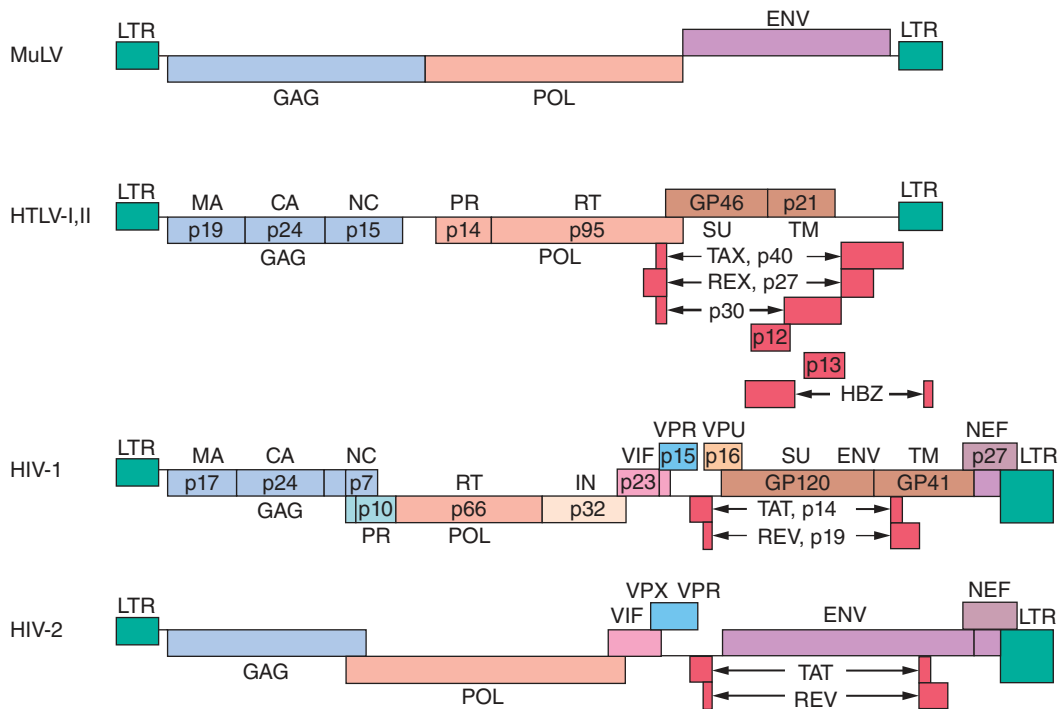 ENV
LTR LTR
MuLV
GAG POL
LTR MA CA NC PR RT GP46 p21 LTR
HTLV-I,II
p19 p24 p15 p14 p95 SU TM
GAG POL TAX, p40
REX, p27
p30
p12
p13
HBZ
VPR VPU NEF
LTR MA CA NC RT IN VIF p15 p16 SU ENV TM p27 LTR
HIV-1
p17 p24 p7 p23 GP120 GP41
GAG p10 p66 p32 TAT, p14
PR POL REV, p19
VPX VPR NEF
LTR VIF ENV LTR
HIV-2
GAG TAT
POL REV